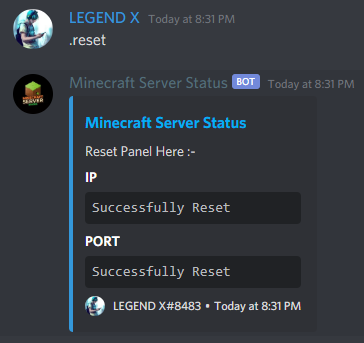 LEGEND X Today at 8:31 PM
.reset
Minecraft Server Status BOT Today at 8:31 PM
Minecraft Server Status
Reset Panel Here :-
IP
Successfully Reset
PORT
Successfully Reset
LEGEND X#8483 • Today at 8:31 PM